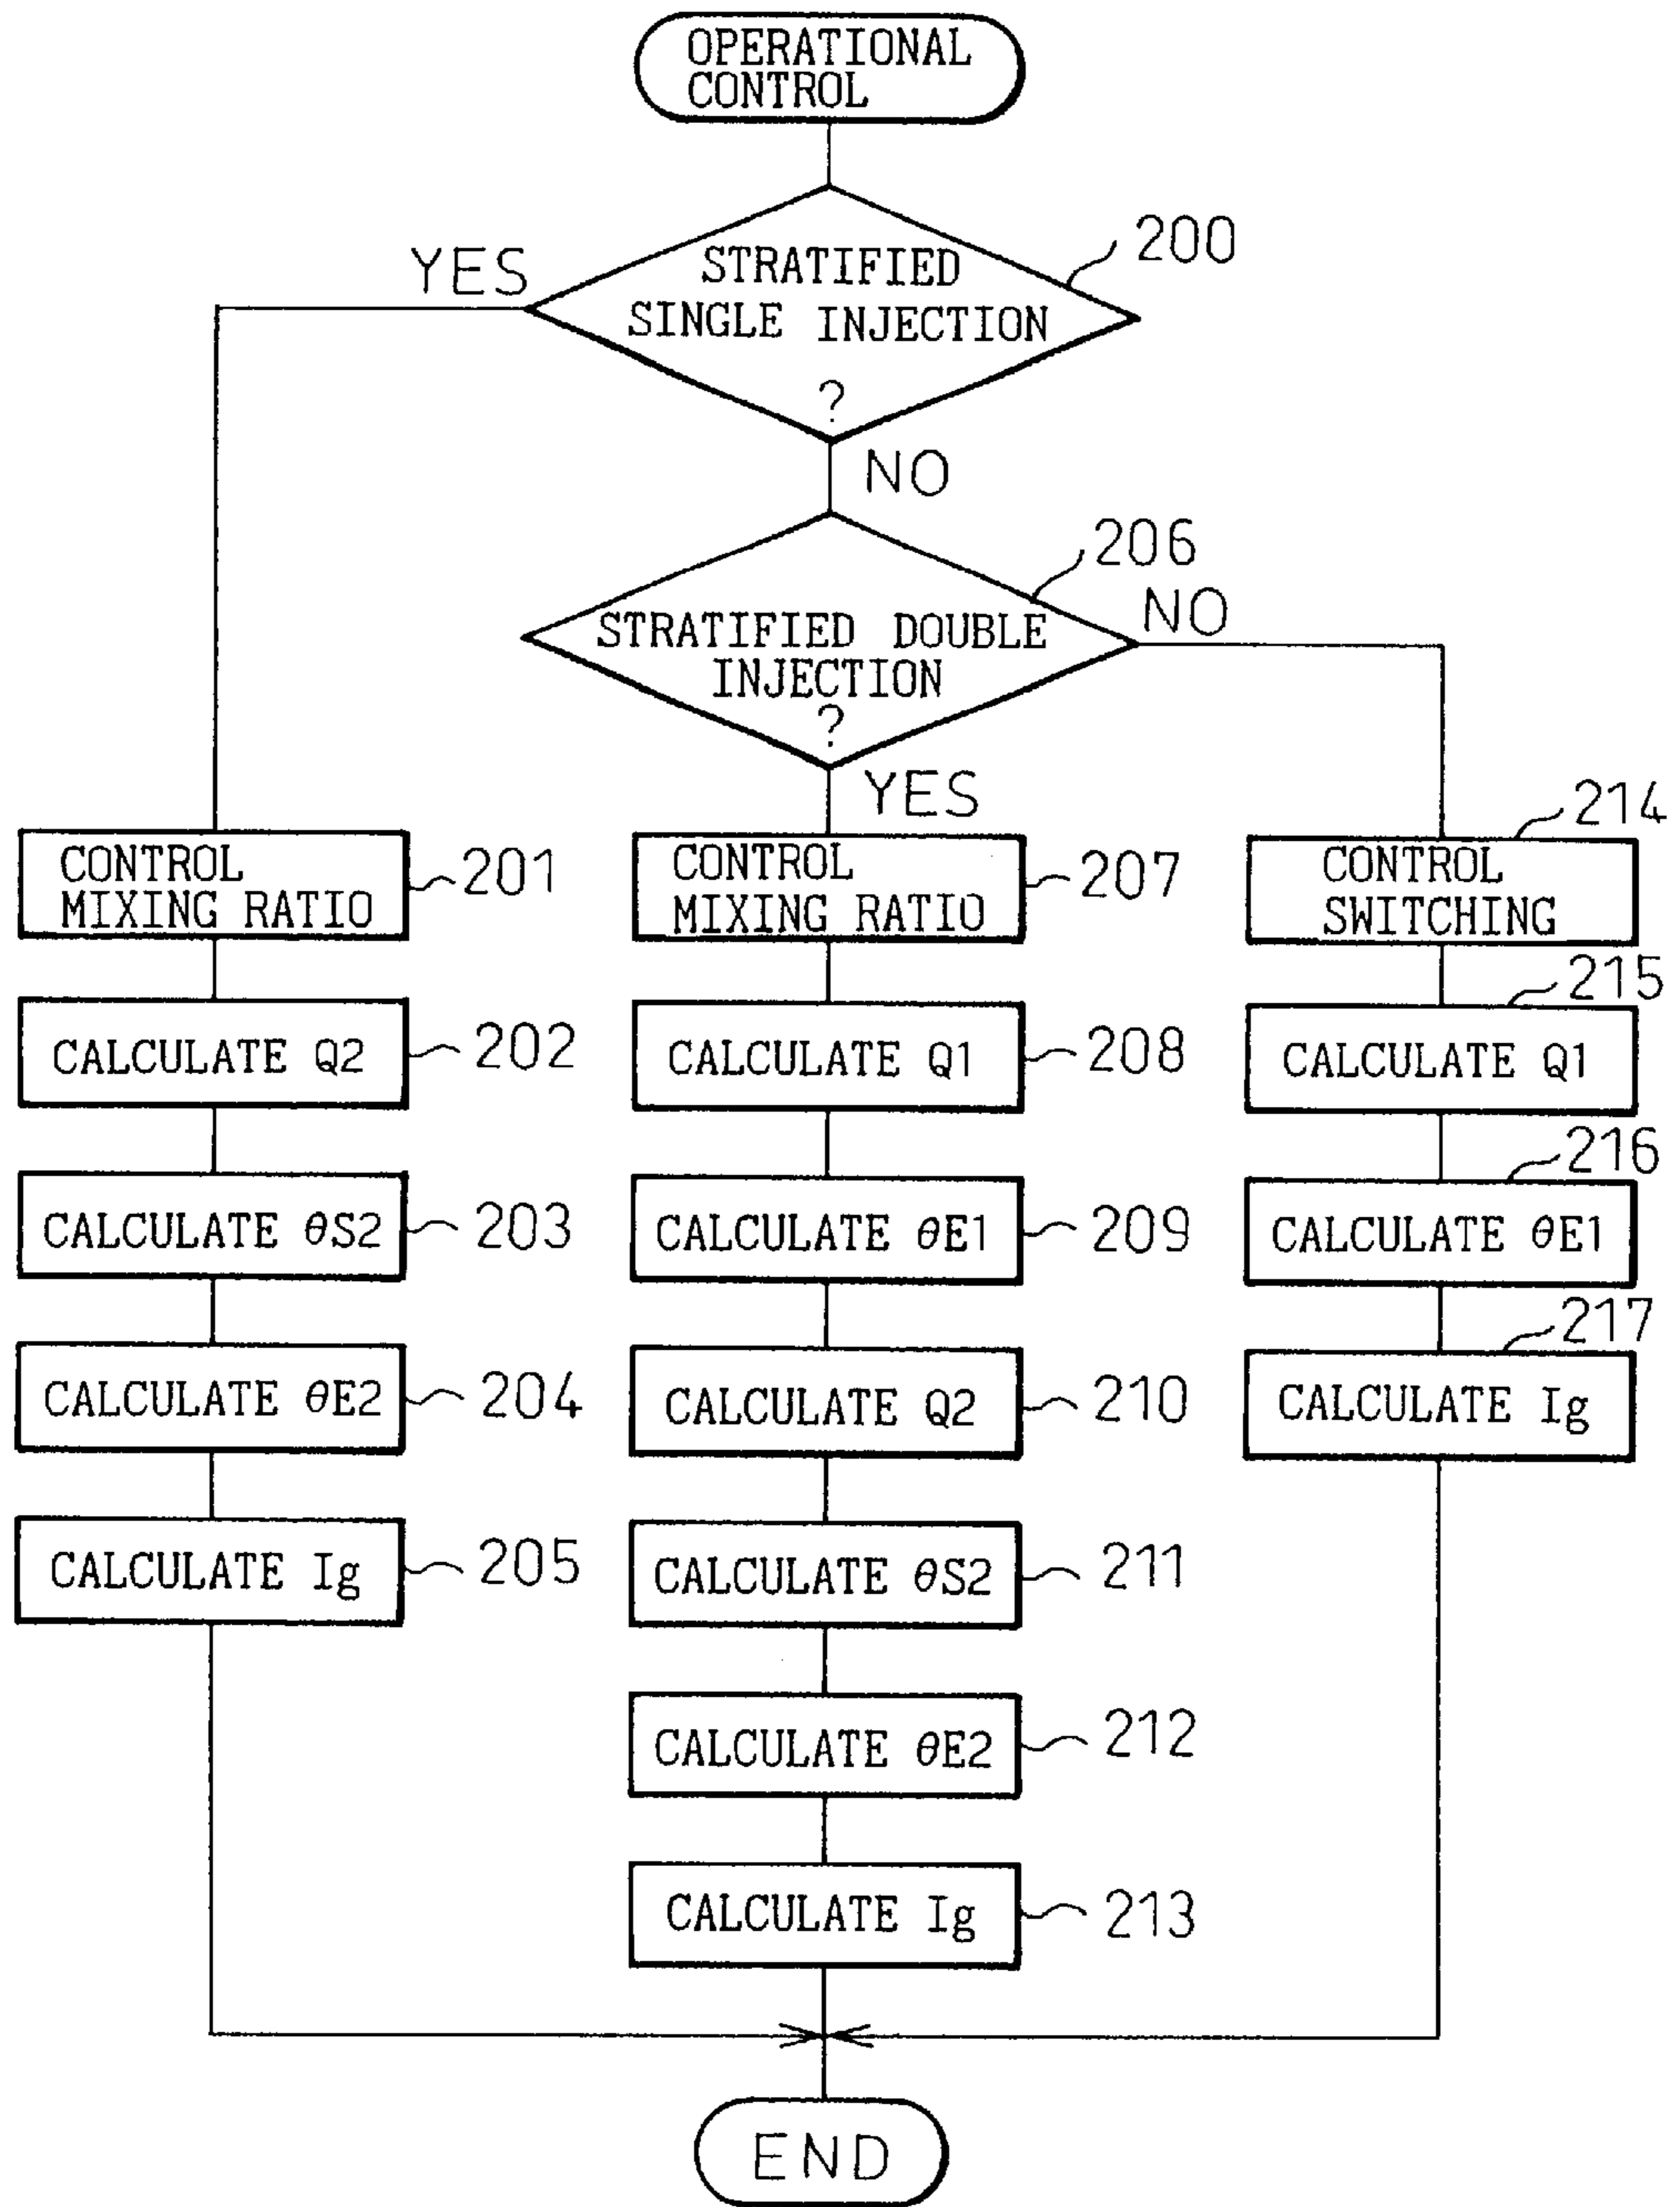 OPERATIONAL
CONTROL
200
YES
STRATIFIED
SINGLE INJECTION
?
NO
206
NO
STRATIFIED DOUBLE
INJECTION
?
YES
CONTROL
MIXING RATIO
201
CALCULATE Q2
202
CALCULATE θS2
203
CALCULATE θE2
204
CALCULATE Ig
205
CONTROL
MIXING RATIO
207
CALCULATE Q1
208
CALCULATE θE1
209
CALCULATE Q2
210
CALCULATE θS2
211
CALCULATE θE2
212
CALCULATE Ig
213
214
CONTROL
SWITCHING
215
CALCULATE Q1
216
CALCULATE θE1
217
CALCULATE Ig
END